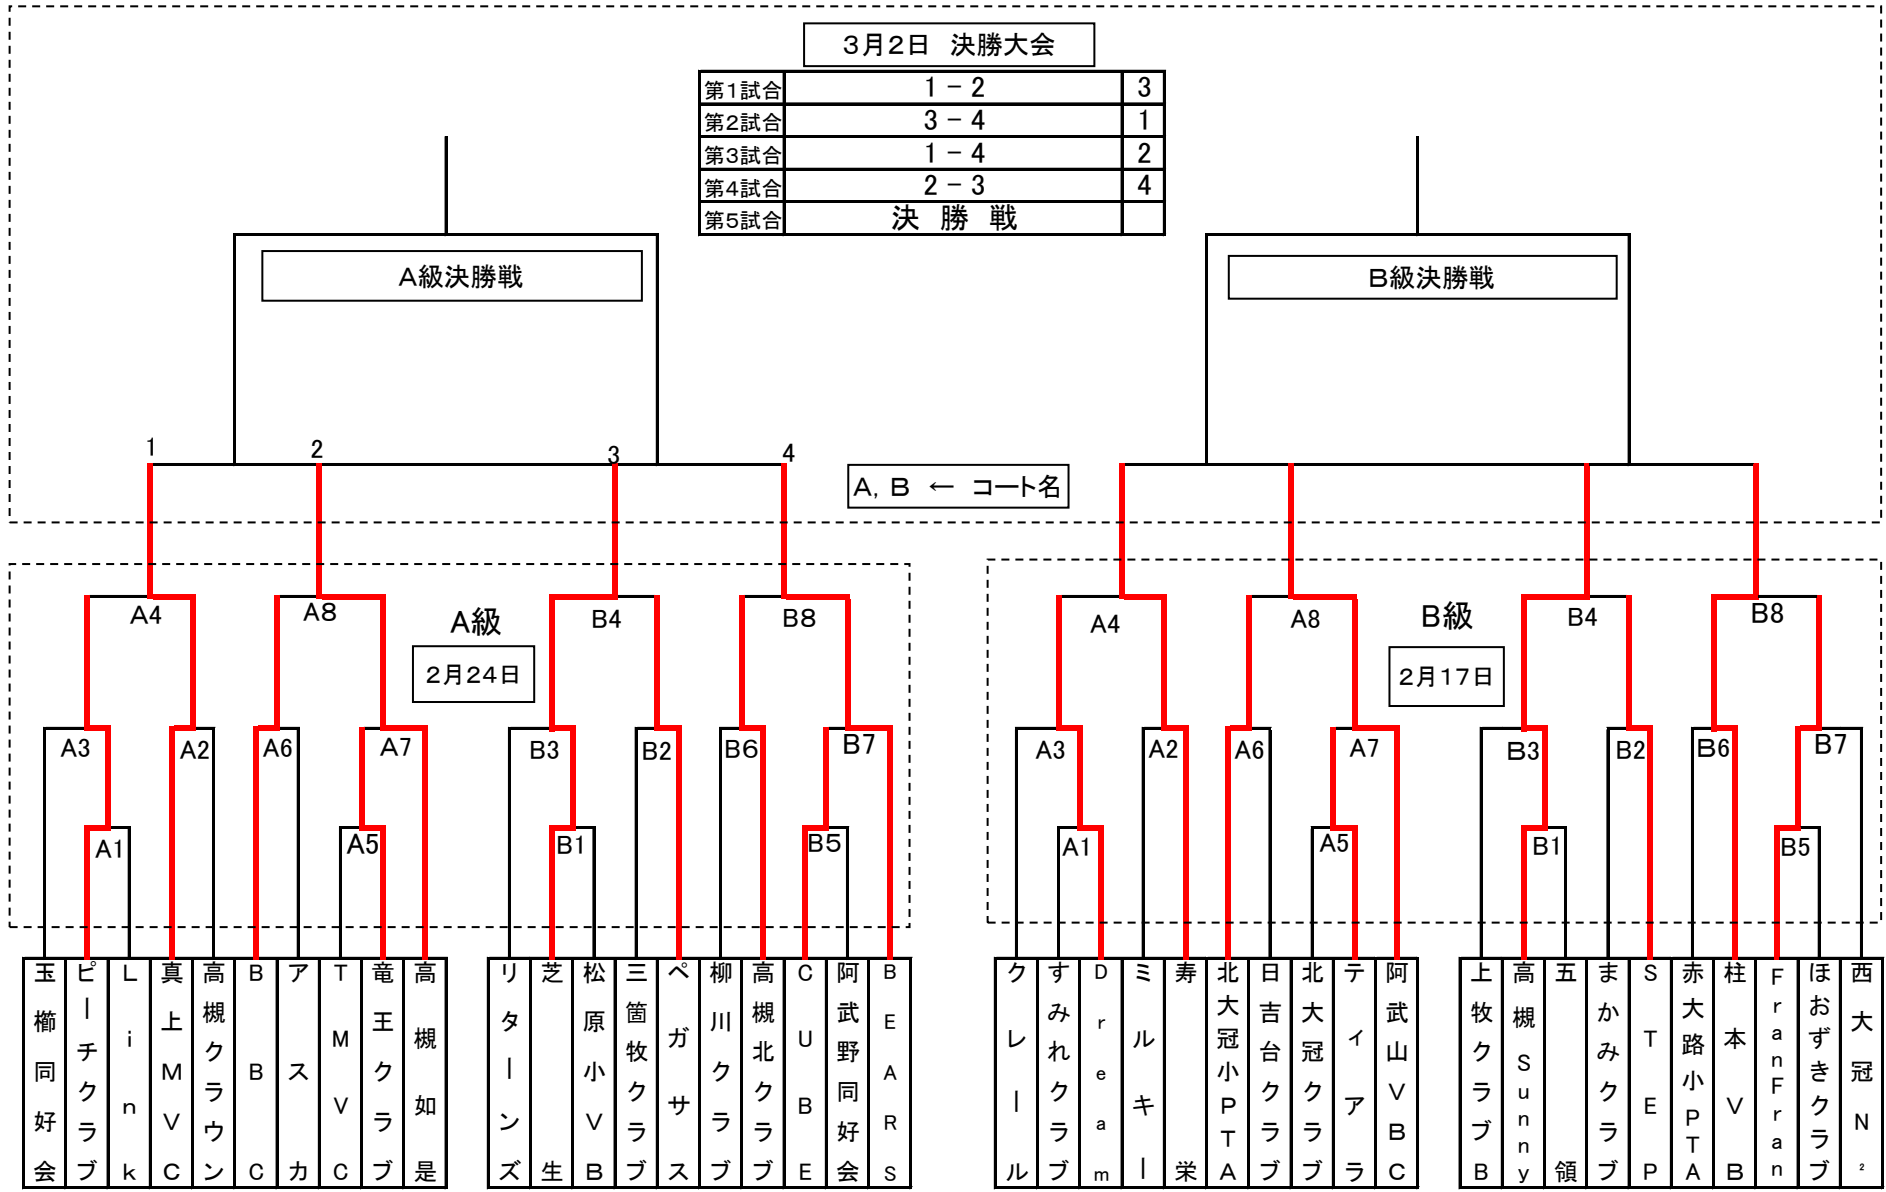 3月2日 決勝大会
第1試合 1 − 2 3
第2試合 3 − 4 1
第3試合 1 − 4 2
第4試合 2 − 3 4
第5試合 決 勝 戦
A級決勝戦
B級決勝戦
1 2 3 4
A, B ← コート名
A4 A8 A級 B4 B8
2月24日
A3 A2 A6 A7 B3 B2 B6 B7
A1 A5 B1 B5
A4 A8 B級 B4 B8
2月17日
A3 A2 A6 A7 B3 B2 B6 B7
A1 A5 B1 B5
玉櫛同好会
ピーチクラブ
Link
真上MVC
高槻クラウン
BBC
アスカ
TMVC
竜王クラブ
高槻如是
リターンズ
芝生
松原小VB
三箇牧クラブ
ペガサス
柳川クラブ
高槻北クラブ
CUBE
阿武野同好会
BEARS
クレール
すみれクラブ
Dream
ミルキー
寿栄
北大冠小PTA
日吉台クラブ
北大冠クラブ
ティアラ
阿武山VBC
上牧クラブB
高槻Sunny
五領
まかみクラブ
STEP
赤大路小PTA
柱本VB
FranFran
ほおずきクラブ
西大冠N²